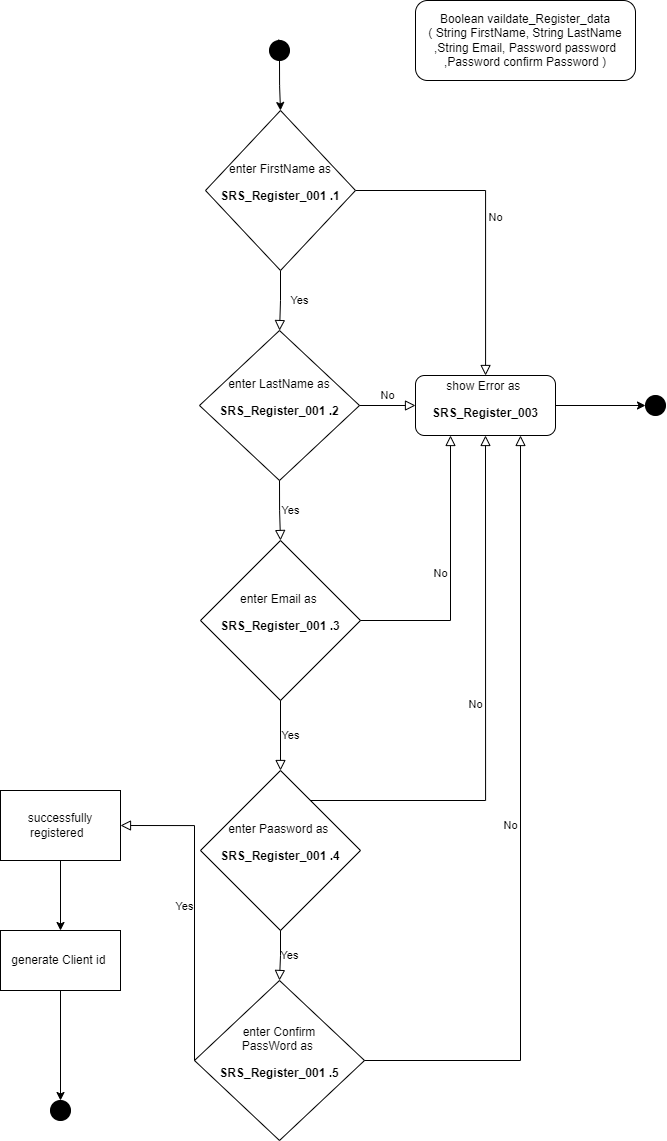 Boolean vaildate_Register_data
( String FirstName, String LastName
,String Email, Password password
,Password confirm Password )
enter FirstName as
SRS_Register_001 .1
No
Yes
enter LastName as
SRS_Register_001 .2
No
show Error as
SRS_Register_003
Yes
enter Email as
SRS_Register_001 .3
No
Yes
No
enter Paasword as
SRS_Register_001 .4
No
successfully
registered
Yes
Yes
generate Client id
enter Confirm
PassWord as
SRS_Register_001 .5